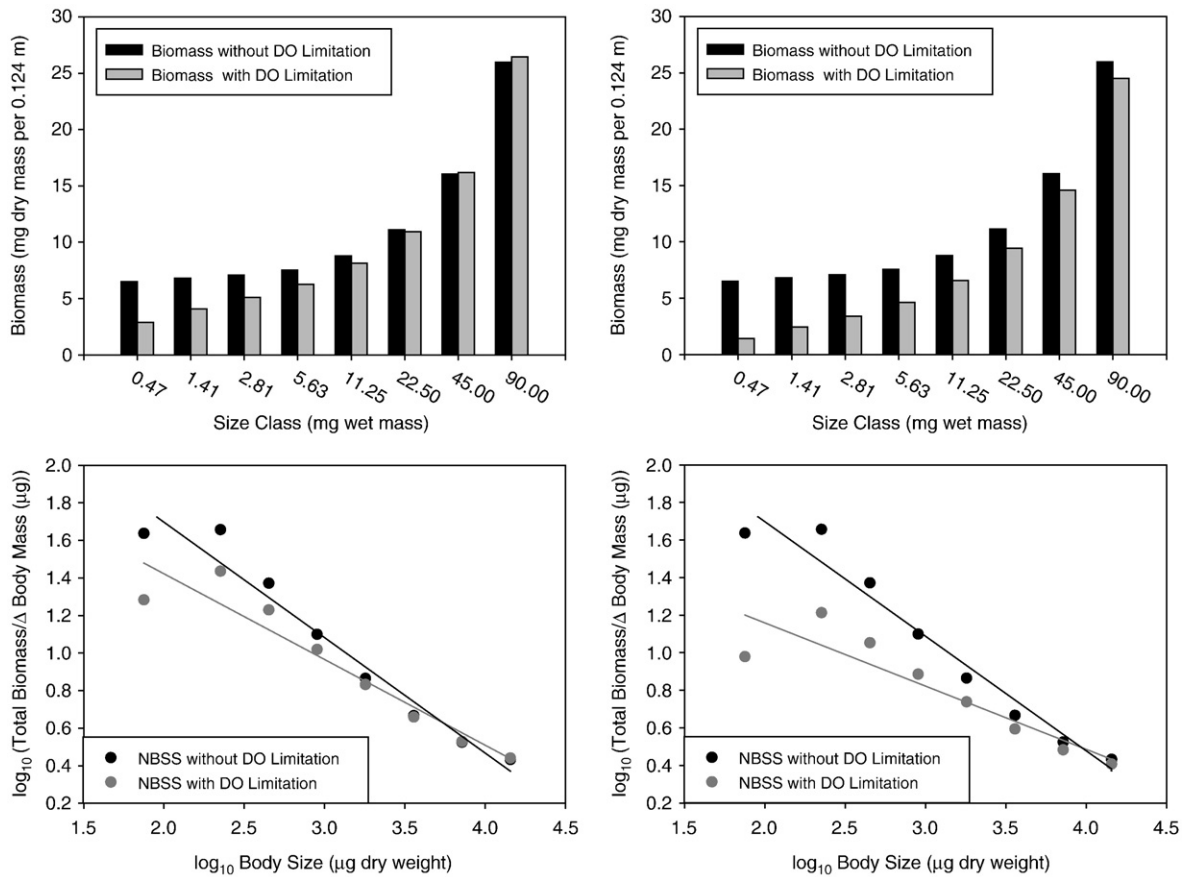 30
25
20
15
10
5
0
Biomass (mg dry mass per 0.124 m)
Biomass without DO Limitation
Biomass with DO Limitation
0.47 1.41 2.81 5.63 11.25 22.50 45.00 90.00
Size Class (mg wet mass)
30
25
20
15
10
5
0
Biomass (mg dry mass per 0.124 m)
Biomass without DO Limitation
Biomass with DO Limitation
0.47 1.41 2.81 5.63 11.25 22.50 45.00 90.00
Size Class (mg wet mass)
2.0
1.8
1.6
1.4
1.2
1.0
0.8
0.6
0.4
0.2
log₁₀ (Total Biomass/Δ Body Mass (μg))
NBSS without DO Limitation
NBSS with DO Limitation
1.5 2.0 2.5 3.0 3.5 4.0 4.5
log₁₀ Body Size (μg dry weight)
2.0
1.8
1.6
1.4
1.2
1.0
0.8
0.6
0.4
0.2
log₁₀ (Total Biomass/Δ Body Mass (μg))
NBSS without DO Limitation
NBSS with DO Limitation
1.5 2.0 2.5 3.0 3.5 4.0 4.5
log₁₀ Body Size (μg dry weight)